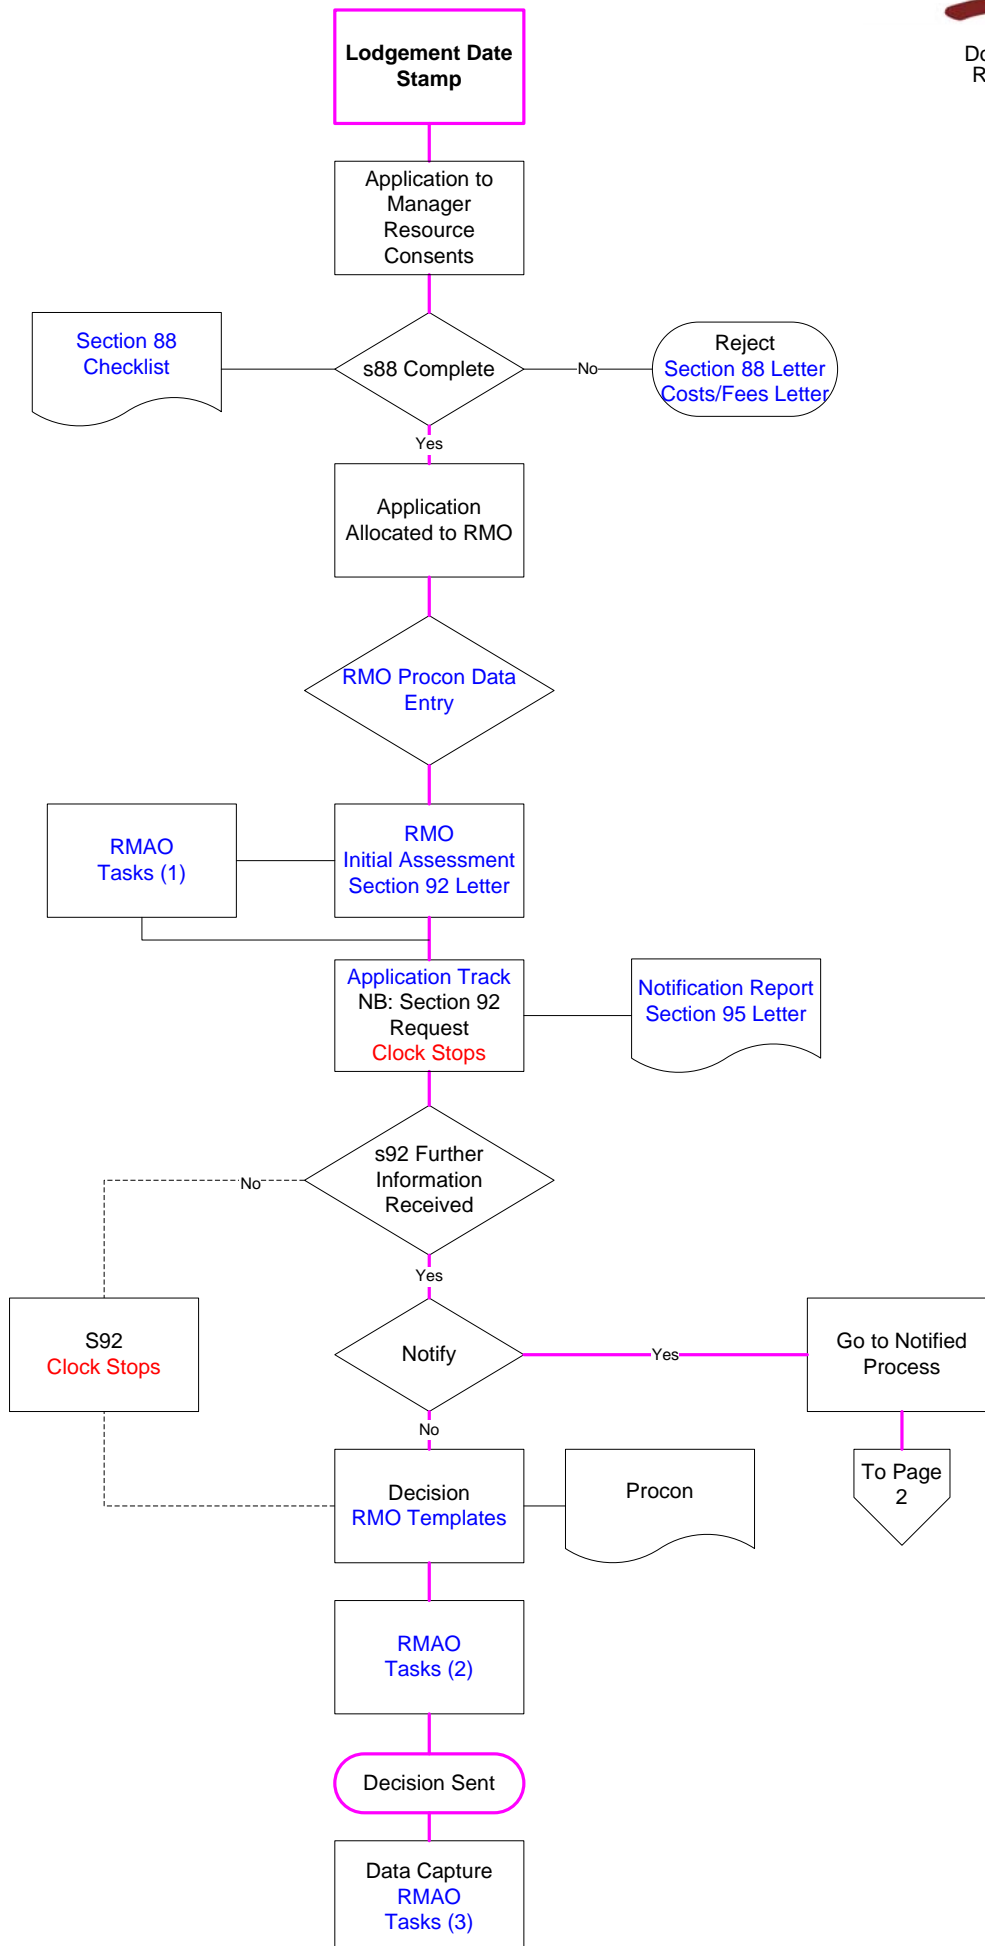 Lodgement Date
Stamp
Application to
Manager
Resource
Consents
Section 88
Checklist
s88 Complete
No
Reject
Section 88 Letter
Costs/Fees Letter
Yes
Application
Allocated to RMO
RMO Procon Data
Entry
RMAO
Tasks (1)
RMO
Initial Assessment
Section 92 Letter
Application Track
NB: Section 92
Request
Clock Stops
Notification Report
Section 95 Letter
s92 Further
Information
Received
No
Yes
S92
Clock Stops
Notify
Yes
Go to Notified
Process
No
To Page
2
Decision
RMO Templates
Procon
RMAO
Tasks (2)
Decision Sent
Data Capture
RMAO
Tasks (3)